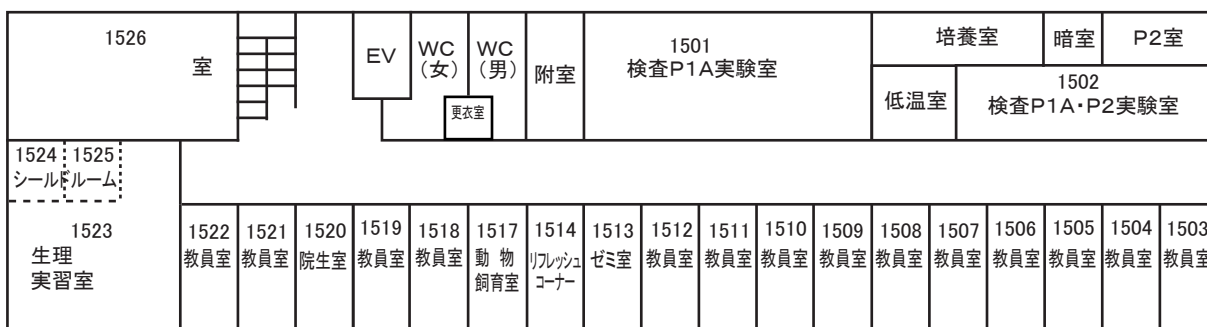 1526
室
EV
WC
(女)
WC
(男)
更衣室
附室
1501
検査P1A実験室
培養室
暗室
P2室
低温室
1502
検査P1A・P2実験室
1524
1525
シールドルーム
1523
生理
実習室
1522
教員室
1521
教員室
1520
院生室
1519
教員室
1518
教員室
1517
動物
飼育室
1514
リフレッシュ
コーナー
1513
ゼミ室
1512
教員室
1511
教員室
1510
教員室
1509
教員室
1508
教員室
1507
教員室
1506
教員室
1505
教員室
1504
教員室
1503
教員室